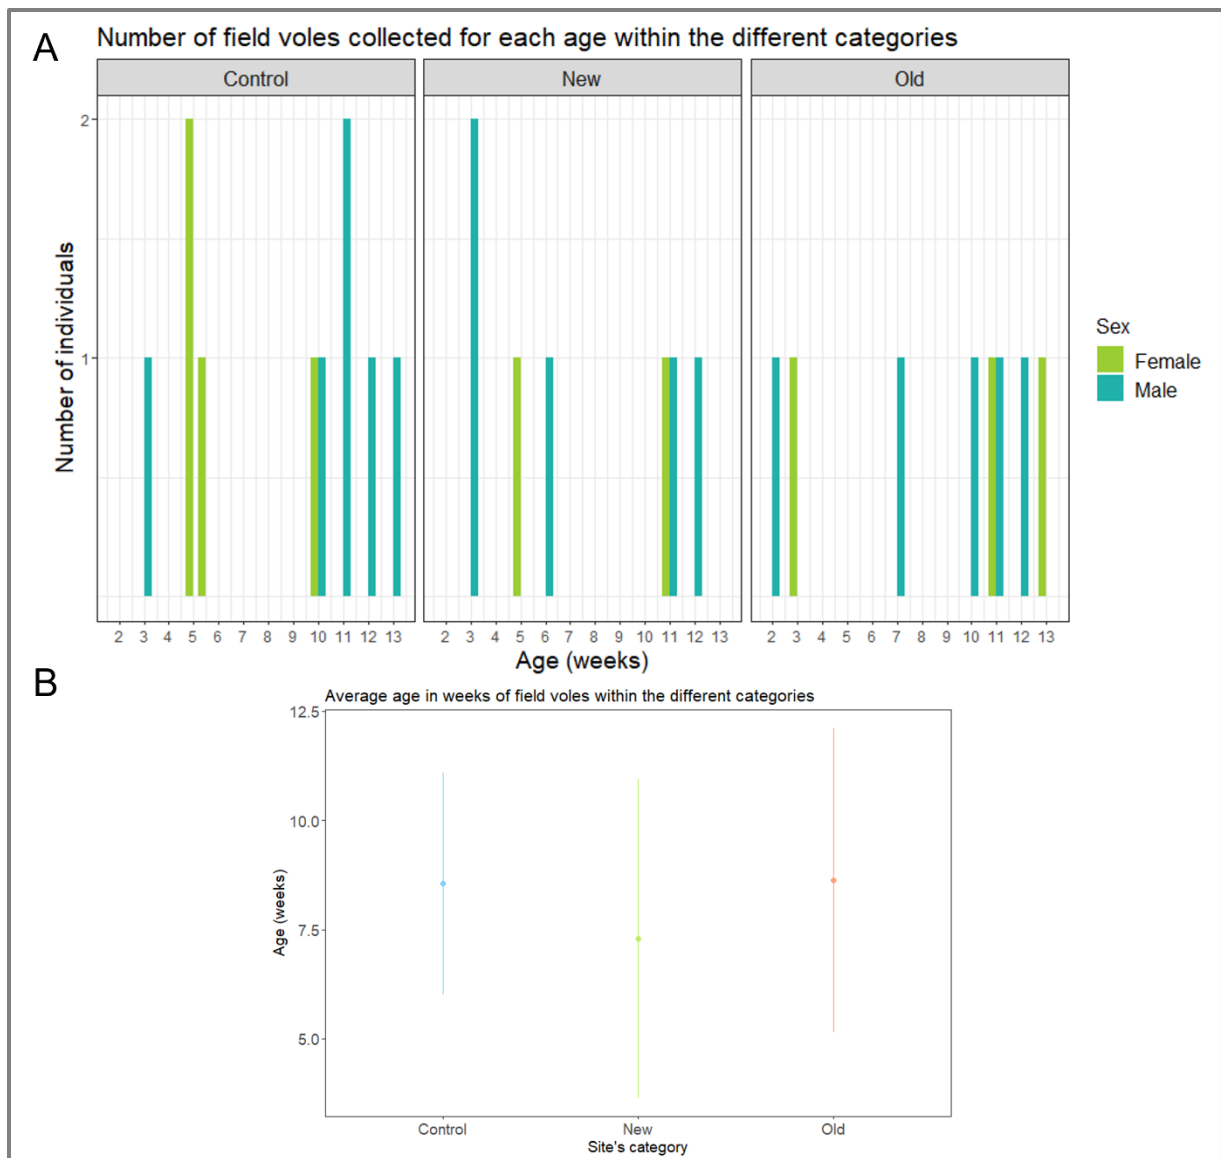 A
Number of field voles collected for each age within the different categories
Control New Old
2
1
Number of individuals
2 3 4 5 6 7 8 9 10 11 12 13 2 3 4 5 6 7 8 9 10 11 12 13 2 3 4 5 6 7 8 9 10 11 12 13
Age (weeks)
Sex
Female
Male
B
Average age in weeks of field voles within the different categories
12.5
10.0
7.5
5.0
Age (weeks)
Control New Old
Site's category